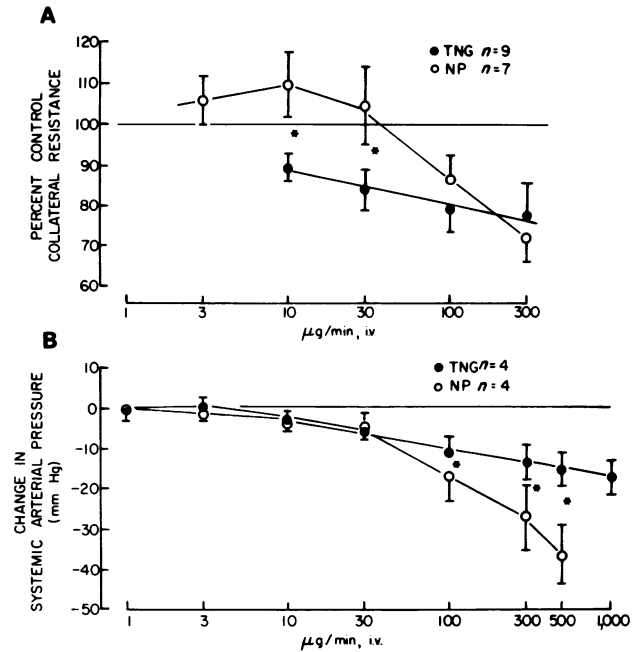 A
TNG n=9
NP n=7
PERCENT CONTROL
COLLATERAL RESISTANCE
120
110
100
90
80
70
60
*
*
1 3 10 30 100 300
µg/min, i.v.
B
TNG n=4
NP n=4
CHANGE IN
SYSTEMIC ARTERIAL PRESSURE
(mm Hg)
10
0
-10
-20
-30
-40
-50
*
*
*
1 3 10 30 100 300 500 1,000
µg/min, i.v.